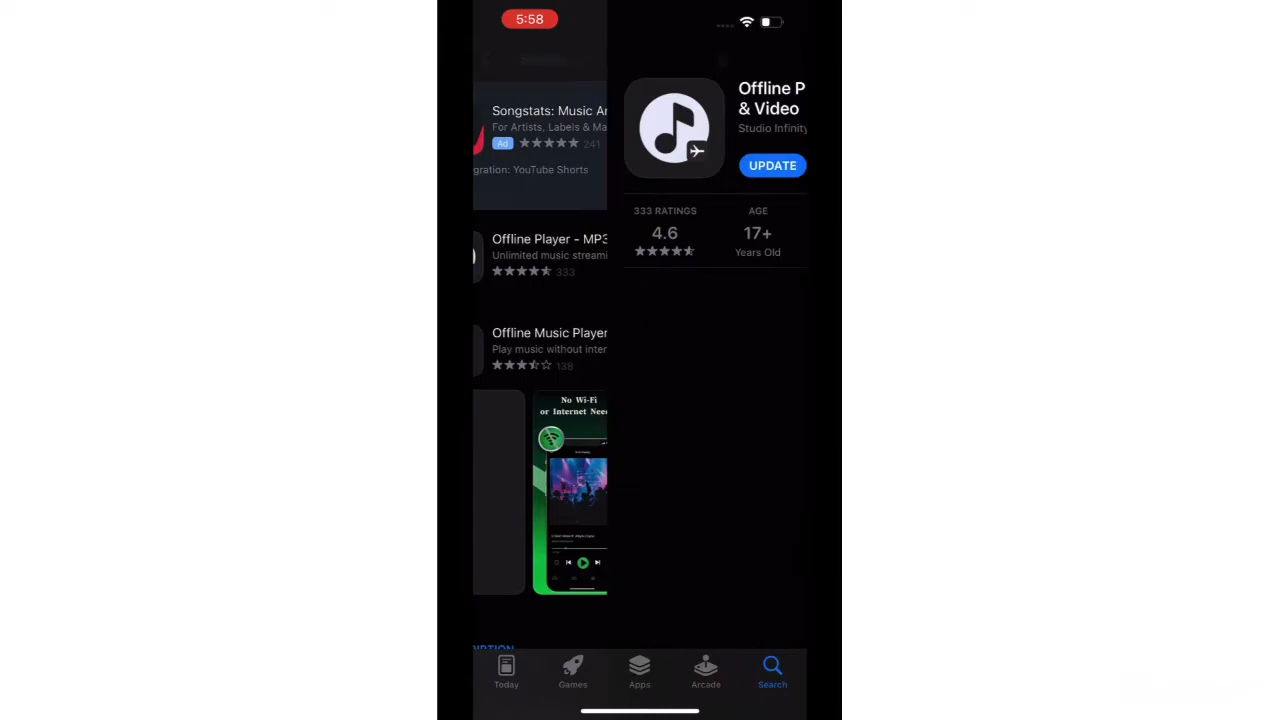 5:58
Songstats: Music Ar
For Artists, Labels & Ma
Ad 241
gration: YouTube Shorts
Offline Player - MP3
Unlimited music streami
333
Offline Music Player
Play music without inter
138
No Wi-Fi
or Internet Nee
Offline P
& Video
Studio Infinity
UPDATE
333 RATINGS
4.6
AGE
17+
Years Old
Today
Games
Apps
Arcade
Search